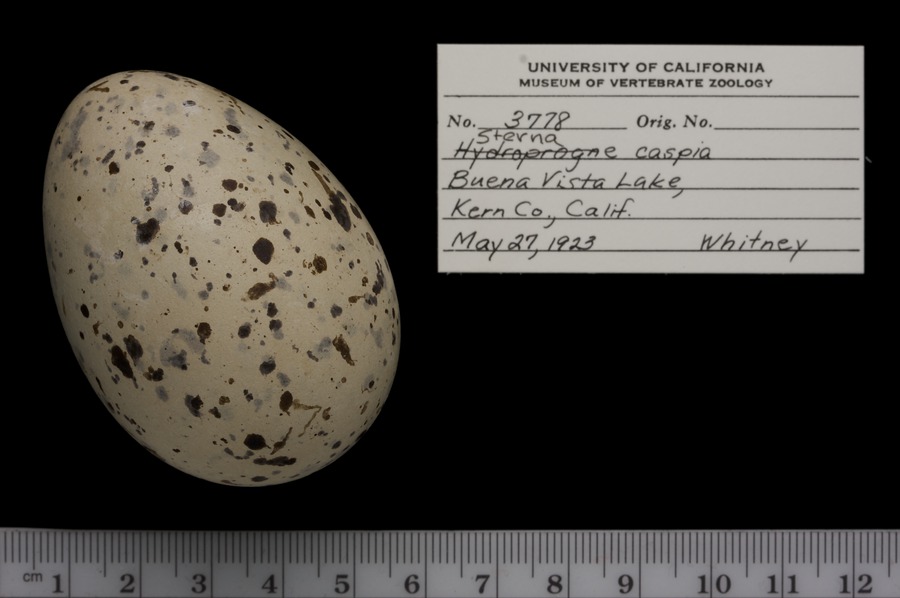 UNIVERSITY OF CALIFORNIA
MUSEUM OF VERTEBRATE ZOOLOGY
No. 3778 Orig. No.
Sterna
Hydroprogne caspia
Buena Vista Lake,
Kern Co., Calif.
May 27, 1923 Whitney
cm 1 2 3 4 5 6 7 8 9 10 11 12